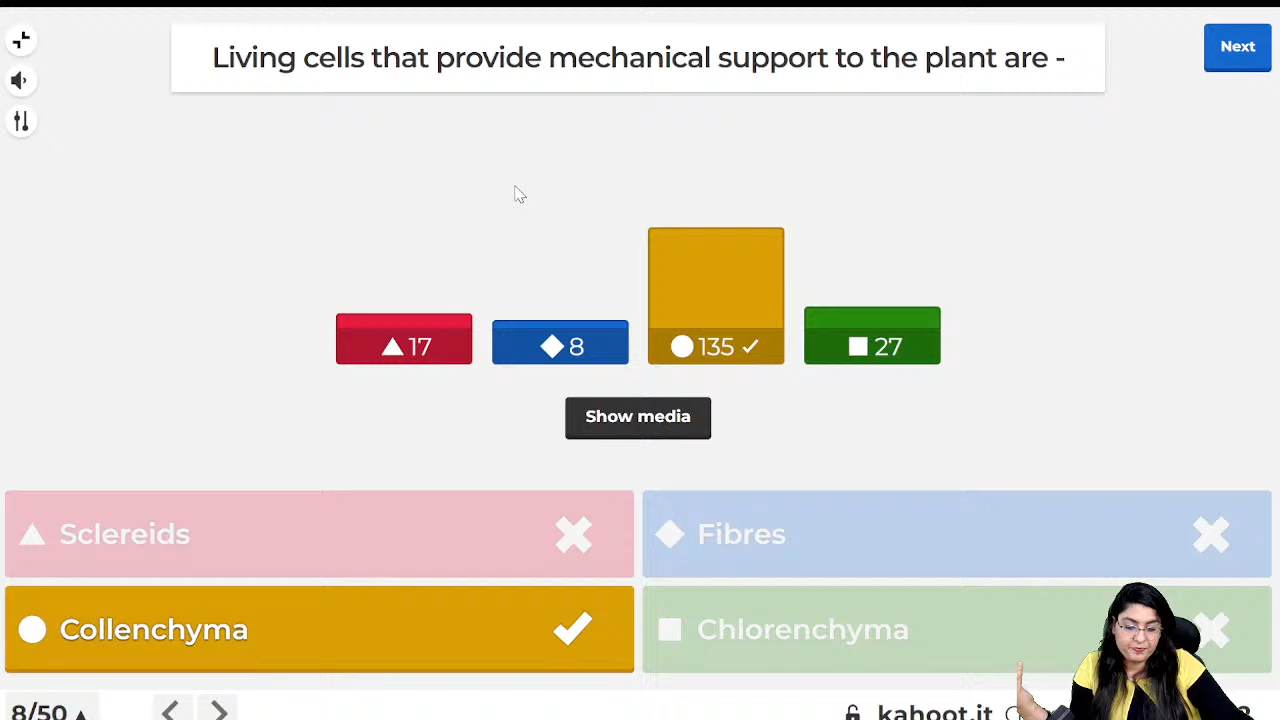 Living cells that provide mechanical support to the plant are -
Next
17
8
135
27
Show media
Sclereids
Fibres
Collenchyma
Chlorenchyma
8/50
kahoot.it